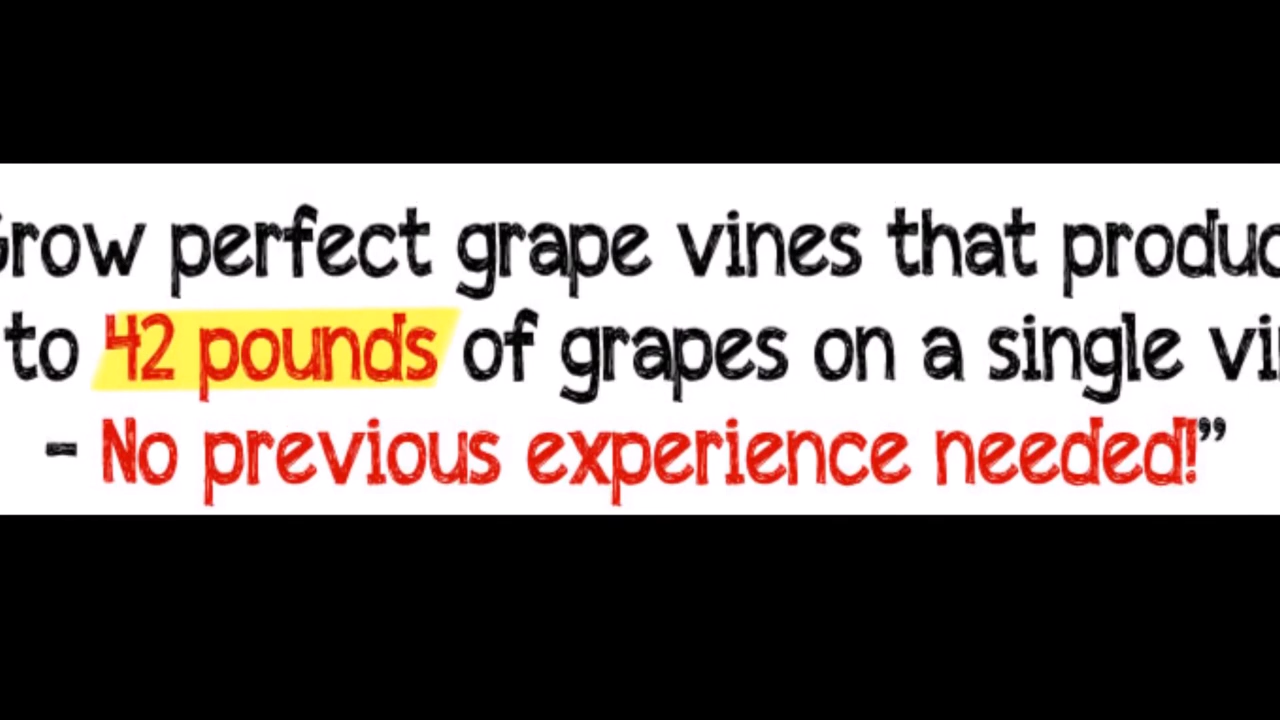 Grow perfect grape vines that produc
to 42 pounds of grapes on a single vi
- No previous experience needed!”